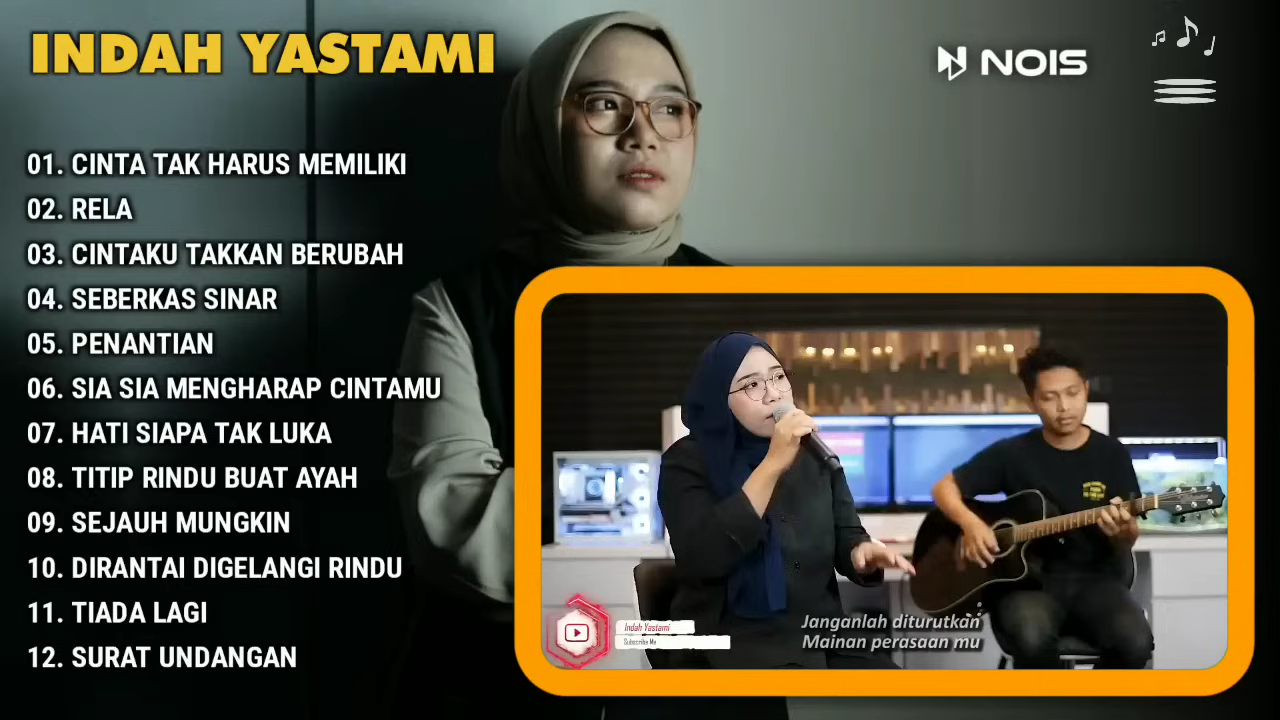 INDAH YASTAMI
NOIS
01. CINTA TAK HARUS MEMILIKI
02. RELA
03. CINTAKU TAKKAN BERUBAH
04. SEBERKAS SINAR
05. PENANTIAN
06. SIA SIA MENGHARAP CINTAMU
07. HATI SIAPA TAK LUKA
08. TITIP RINDU BUAT AYAH
09. SEJAUH MUNGKIN
10. DIRANTAI DIGELANGI RINDU
11. TIADA LAGI
12. SURAT UNDANGAN
Indah Yastami
Subscribe Me
Janganlah diturutkan
Mainan perasaan mu